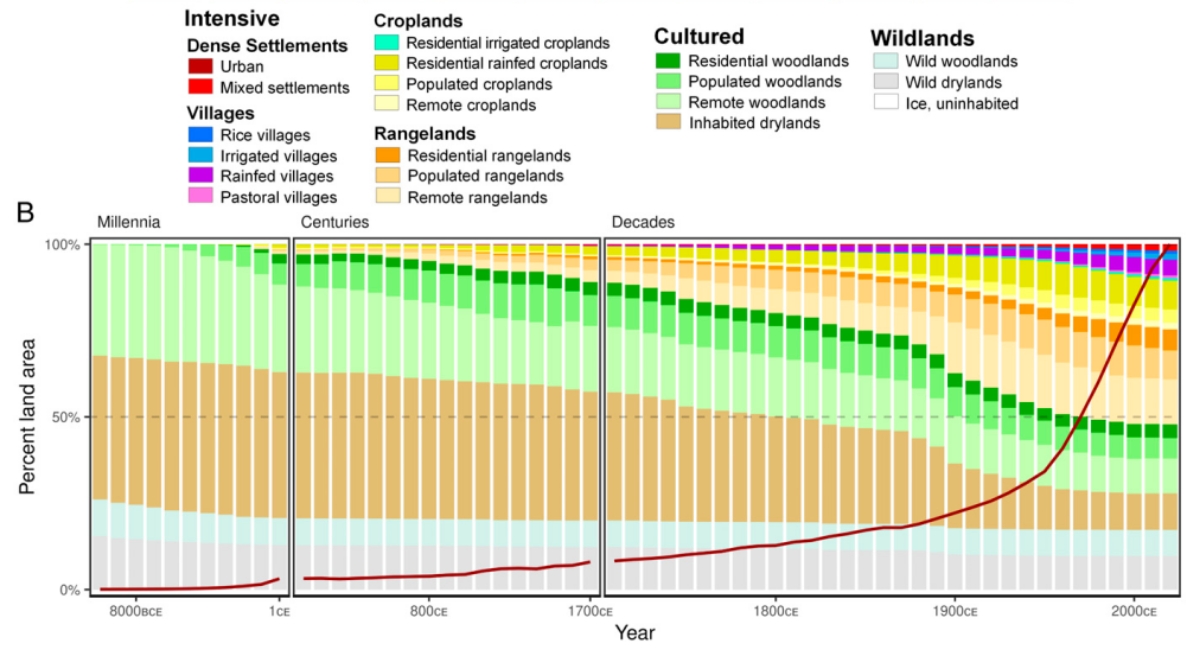 Intensive
Dense Settlements
Urban
Mixed settlements
Villages
Rice villages
Irrigated villages
Rainfed villages
Pastoral villages
Croplands
Residential irrigated croplands
Residential rainfed croplands
Populated croplands
Remote croplands
Rangelands
Residential rangelands
Populated rangelands
Remote rangelands
Cultured
Residential woodlands
Populated woodlands
Remote woodlands
Inhabited drylands
Wildlands
Wild woodlands
Wild drylands
Ice, uninhabited
B
Millennia
Centuries
Decades
100%
50%
0%
Percent land area
8000BCE
1CE
800CE
1700CE
1800CE
1900CE
2000CE
Year